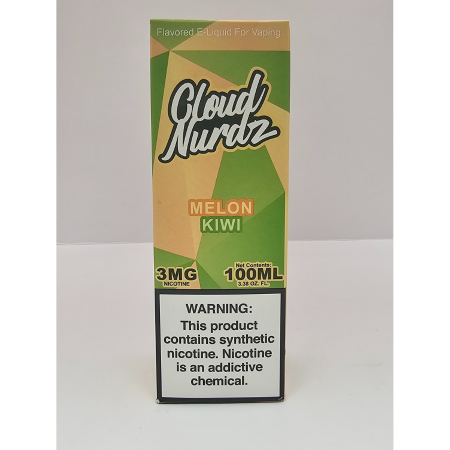 Flavored E-Liquid For Vaping
Cloud
Nurdz
MELON
KIWI
3MG
NICOTINE
Net Contents:
100ML
3.38 OZ. FL.
WARNING:
This product
contains synthetic
nicotine. Nicotine
is an addictive
chemical.